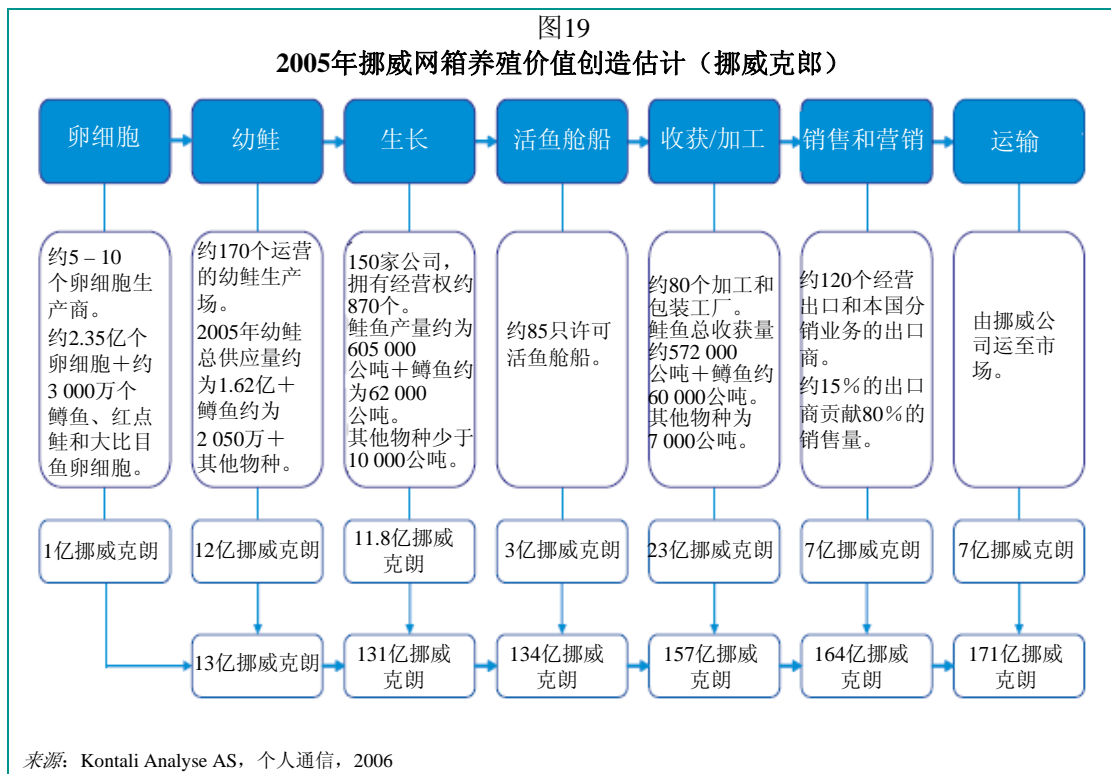 图19
2005年挪威网箱养殖价值创造估计（挪威克郎）
卵细胞
幼鲑
生长
活鱼舱船
收获/加工
销售和营销
运输
约5 – 10
个卵细胞生
产商。
约2.35亿个
卵细胞＋约
3 000万个
鳟鱼、红点
鲑和大比目
鱼卵细胞。
约170个运营
的幼鲑生产
场。
2005年幼鲑
总供应量约
为1.62亿＋
鳟鱼约为
2 050万＋
其他物种。
150家公司，
拥有经营权约
870个。
鲑鱼产量约为
605 000
公吨＋鳟鱼约
为62 000
公吨。
其他物种少于
10 000公吨。
约85只许可
活鱼舱船。
约80个加工和
包装工厂。
鲑鱼总收获量
约572 000
公吨＋鳟鱼约
60 000公吨。
其他物种为
7 000公吨。
约120个经营
出口和本国分
销业务的出口
商。
约15％的出口
商贡献80％的
销售量。
由挪威公
司运至市
场。
1亿挪威克朗
12亿挪威克朗
11.8亿挪威
克朗
3亿挪威克朗
23亿挪威克朗
7亿挪威克朗
7亿挪威克朗
13亿挪威克朗
131亿挪威
克朗
134亿挪威
克朗
157亿挪威
克朗
164亿挪威
克朗
171亿挪威
克朗
来源：Kontali Analyse AS，个人通信，2006